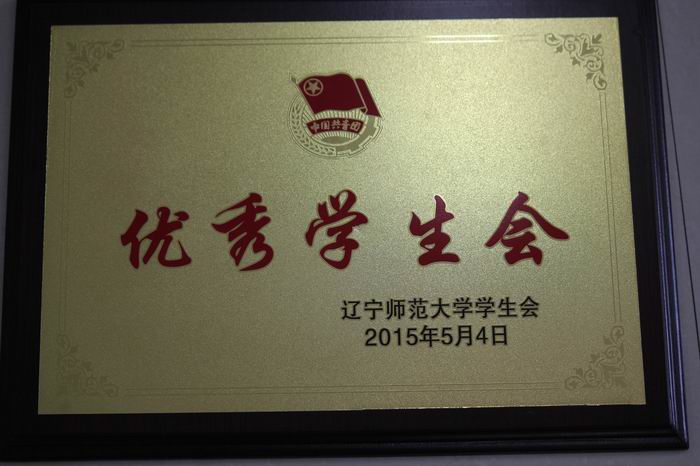 中国共青团
优秀学生会
辽宁师范大学学生会
2015年5月4日